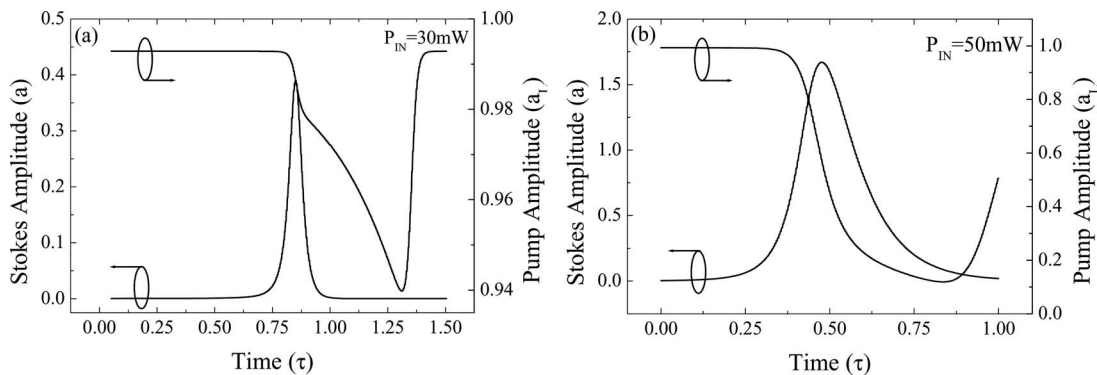 (a)
P_IN=30mW
Stokes Amplitude (a)
0.5
0.4
0.3
0.2
0.1
0.0
1.00
0.98
0.96
0.94
Pump Amplitude (a_L)
0.00 0.25 0.50 0.75 1.00 1.25 1.50
Time (τ)
(b)
P_IN=50mW
Stokes Amplitude (a)
2.0
1.5
1.0
0.5
0.0
1.0
0.8
0.6
0.4
0.2
0.0
Pump Amplitude (a_L)
0.00 0.25 0.50 0.75 1.00
Time (τ)